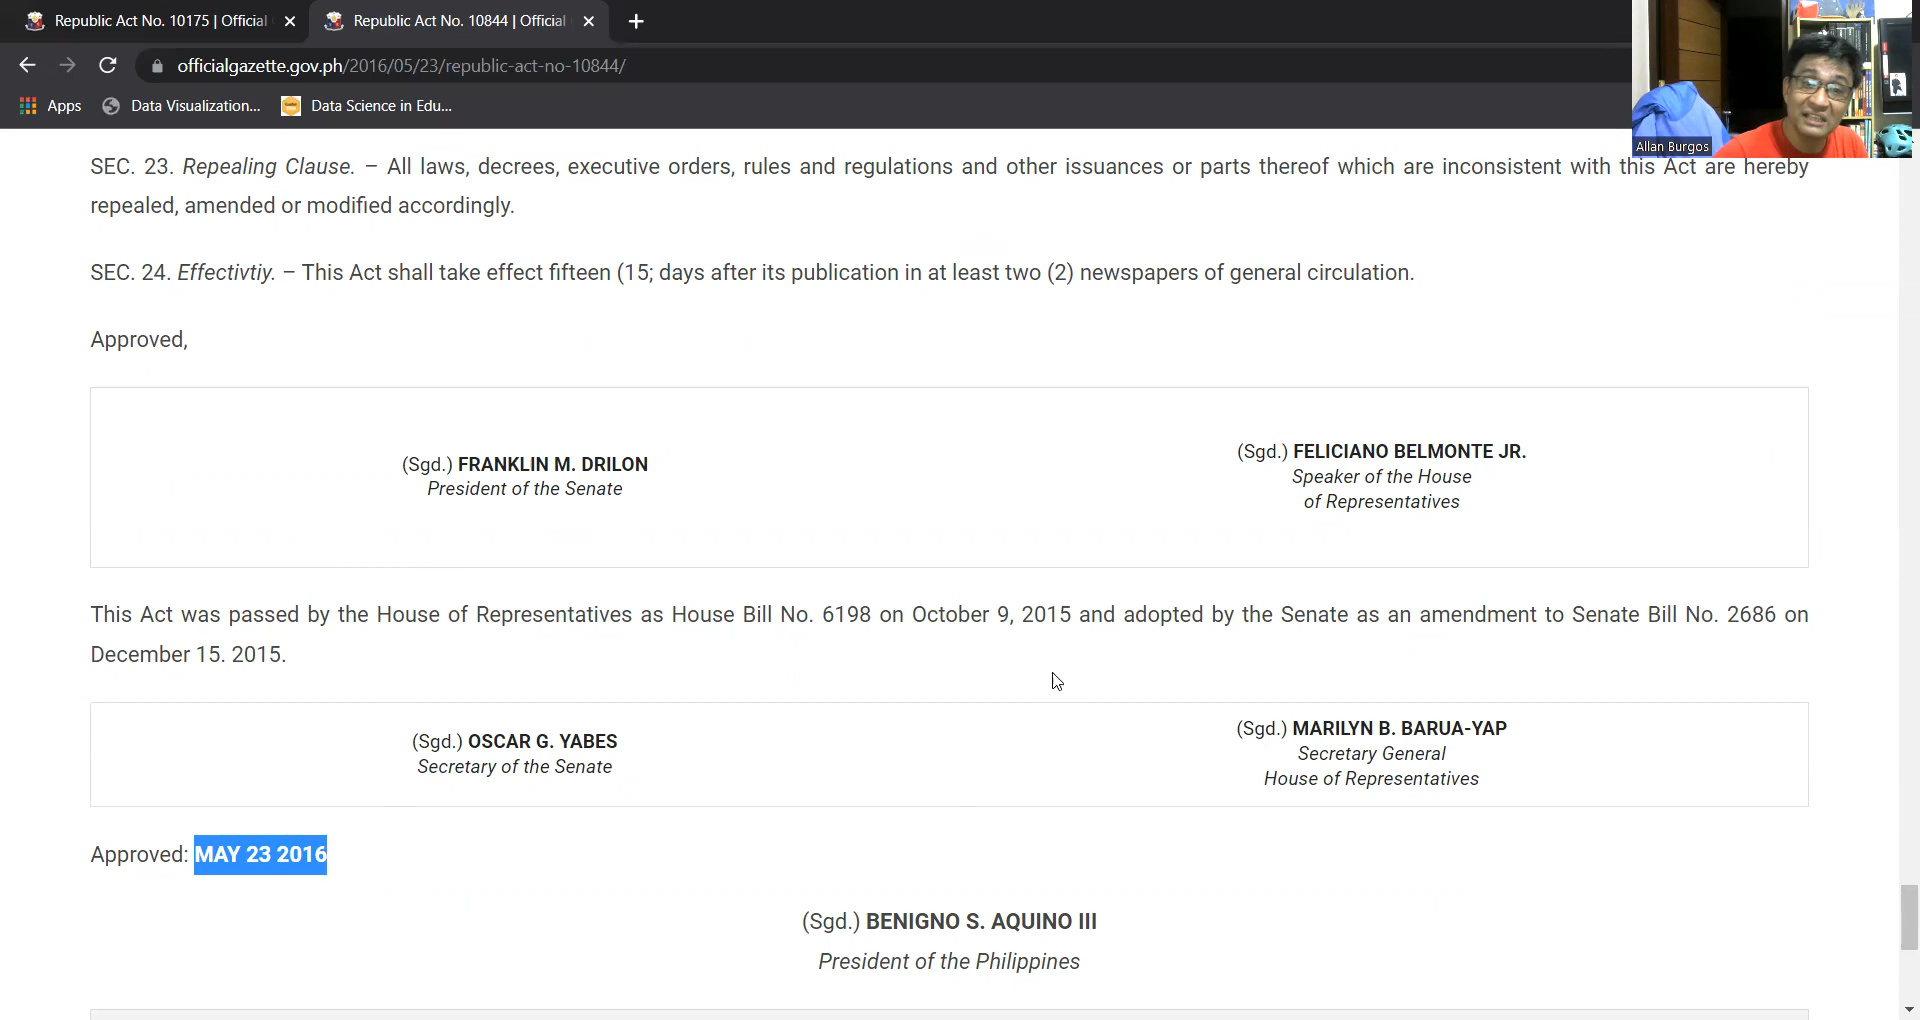 Republic Act No. 10175 | Official
Republic Act No. 10844 | Official
officialgazette.gov.ph/2016/05/23/republic-act-no-10844/
Apps
Data Visualization...
Data Science in Edu...
Allan Burgos
SEC. 23. Repealing Clause. – All laws, decrees, executive orders, rules and regulations and other issuances or parts thereof which are inconsistent with this Act are hereby
repealed, amended or modified accordingly.
SEC. 24. Effectivtiy. – This Act shall take effect fifteen (15; days after its publication in at least two (2) newspapers of general circulation.
Approved,
(Sgd.) FRANKLIN M. DRILON
President of the Senate
(Sgd.) FELICIANO BELMONTE JR.
Speaker of the House
of Representatives
This Act was passed by the House of Representatives as House Bill No. 6198 on October 9, 2015 and adopted by the Senate as an amendment to Senate Bill No. 2686 on
December 15. 2015.
(Sgd.) OSCAR G. YABES
Secretary of the Senate
(Sgd.) MARILYN B. BARUA-YAP
Secretary General
House of Representatives
Approved: MAY 23 2016
(Sgd.) BENIGNO S. AQUINO III
President of the Philippines